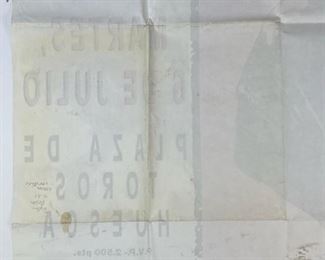 MARTES,
6 DE JULIO
PLAZA DE
TOROS
HUESCA
P.V.P.- 2.500 pts.